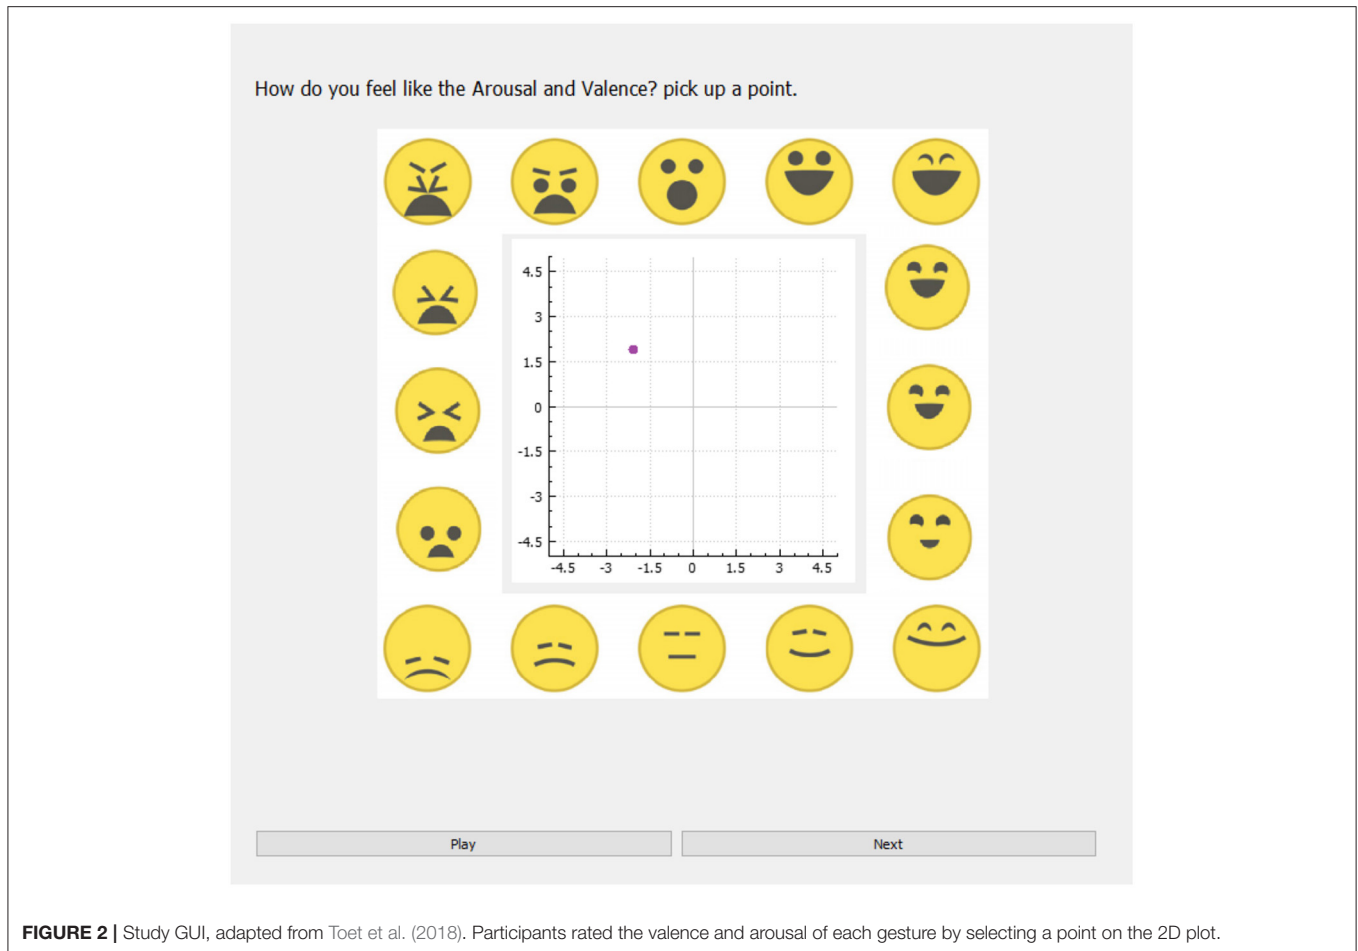 How do you feel like the Arousal and Valence? pick up a point.
4.5
3
1.5
0
-1.5
-3
-4.5
-4.5 -3 -1.5 0 1.5 3 4.5
Play Next
FIGURE 2 | Study GUI, adapted from Toet et al. (2018). Participants rated the valence and arousal of each gesture by selecting a point on the 2D plot.